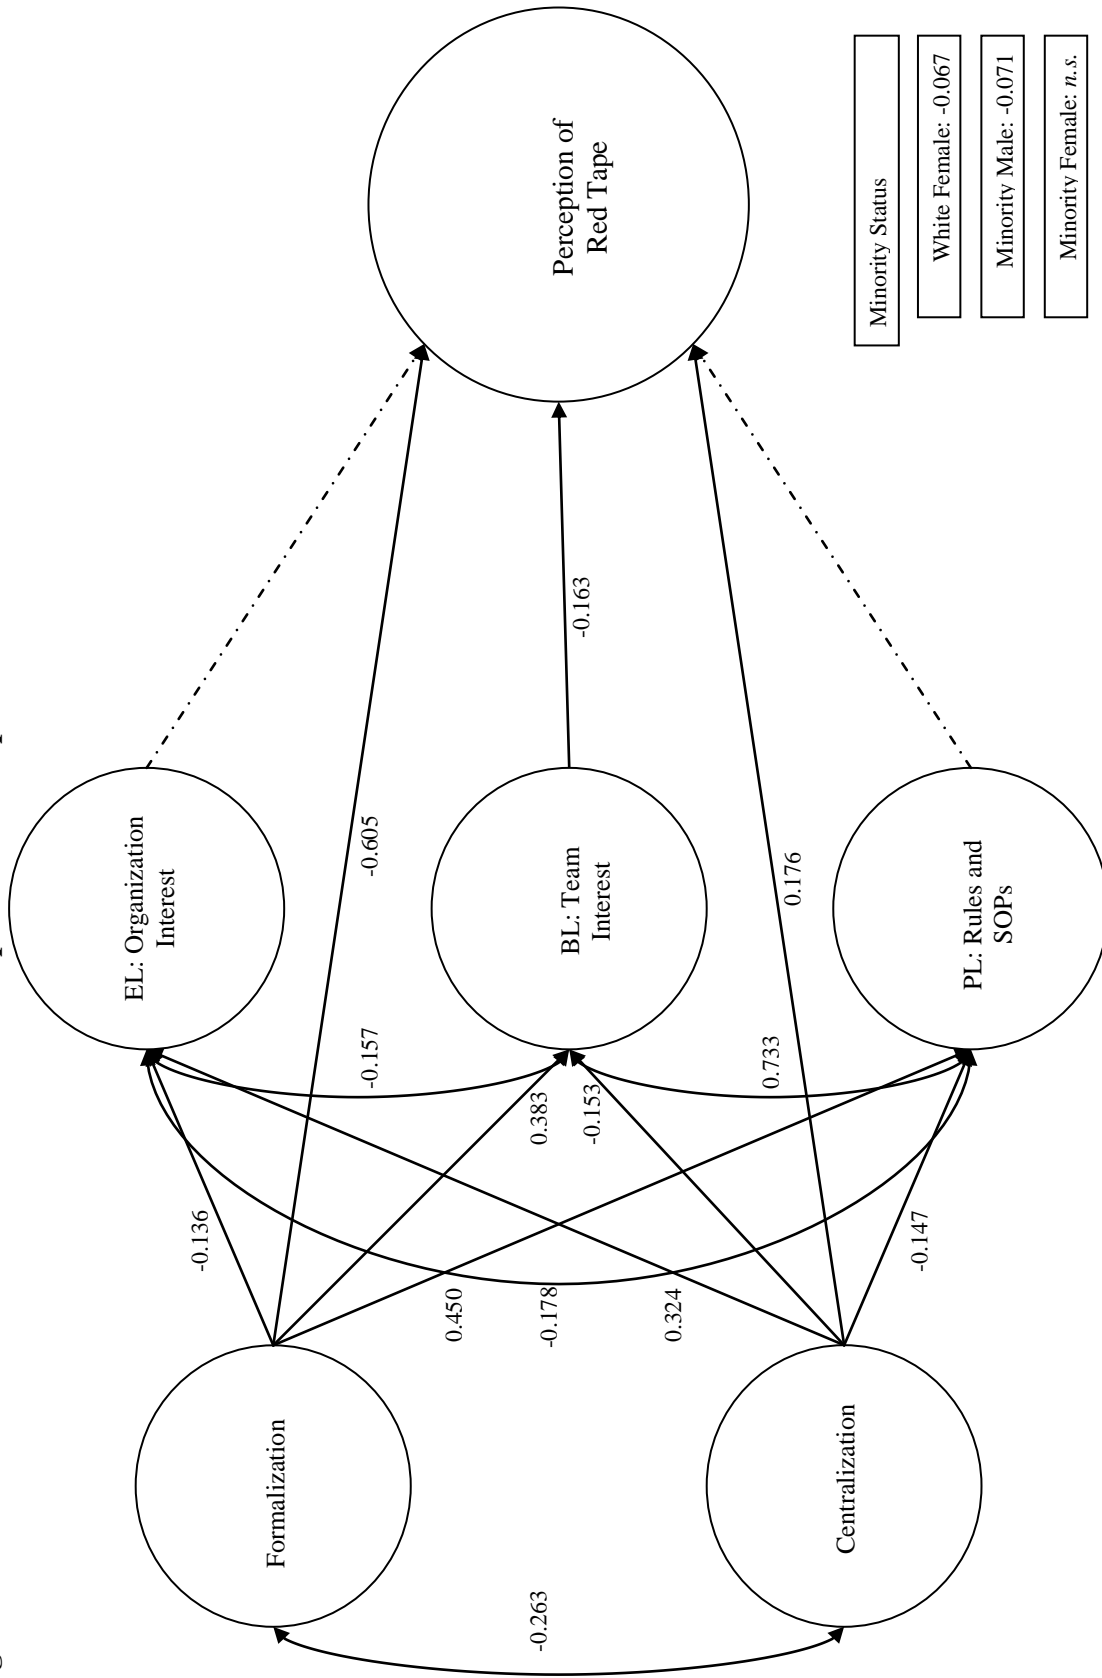 EL: Organization
Interest
Perception of
Red Tape
Formalization
BL: Team
Interest
Centralization
PL: Rules and
SOPs
-0.136
-0.605
-0.157
0.383
-0.153
-0.163
0.450
-0.178
0.324
-0.263
0.733
0.176
-0.147
Minority Status
White Female: -0.067
Minority Male: -0.071
Minority Female: n.s.